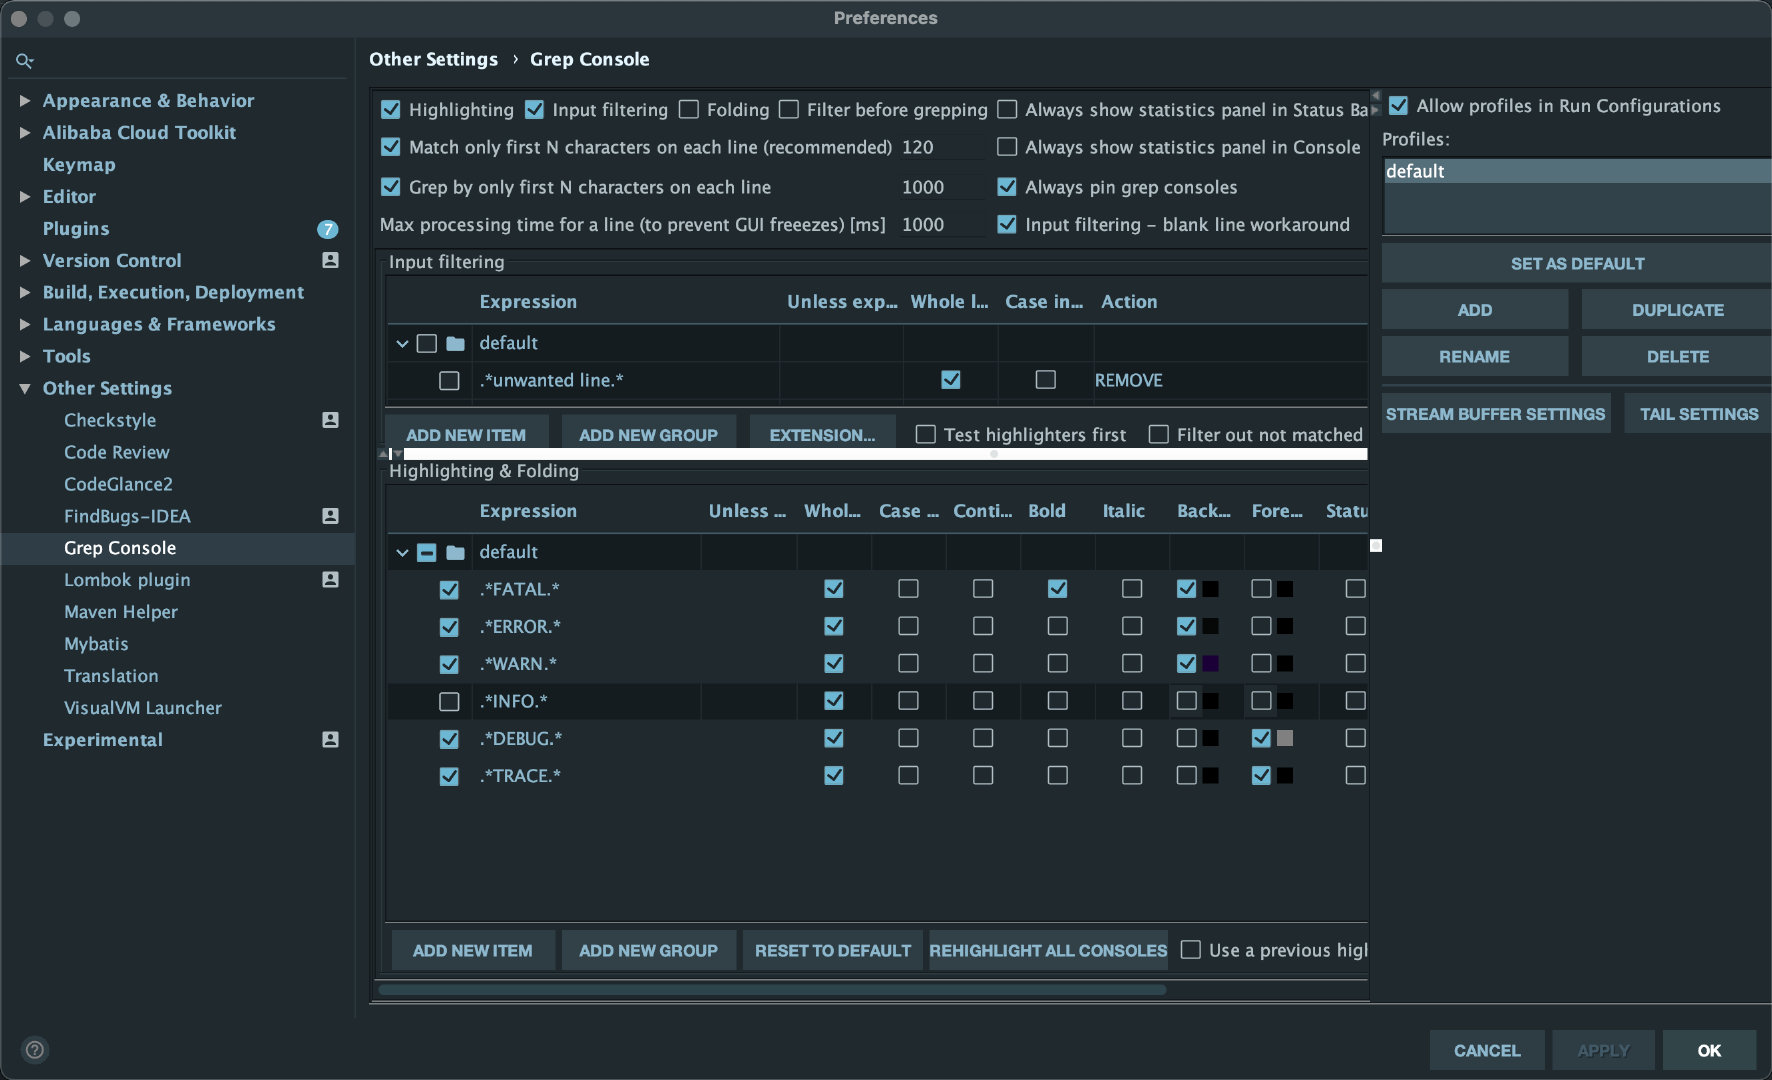 Preferences
Other Settings › Grep Console
Appearance & Behavior
Alibaba Cloud Toolkit
Keymap
Editor
Plugins 7
Version Control
Build, Execution, Deployment
Languages & Frameworks
Tools
Other Settings
Checkstyle
Code Review
CodeGlance2
FindBugs-IDEA
Grep Console
Lombok plugin
Maven Helper
Mybatis
Translation
VisualVM Launcher
Experimental
Highlighting Input filtering Folding Filter before grepping Always show statistics panel in Status Ba
Match only first N characters on each line (recommended) 120 Always show statistics panel in Console
Grep by only first N characters on each line 1000 Always pin grep consoles
Max processing time for a line (to prevent GUI freeezes) [ms] 1000 Input filtering - blank line workaround
Input filtering
Expression Unless exp... Whole l... Case in... Action
default
.*unwanted line.* REMOVE
ADD NEW ITEM ADD NEW GROUP EXTENSION... Test highlighters first Filter out not matched
Highlighting & Folding
Expression Unless ... Whol... Case ... Conti... Bold Italic Back... Fore... Statu
default
.*FATAL.*
.*ERROR.*
.*WARN.*
.*INFO.*
.*DEBUG.*
.*TRACE.*
ADD NEW ITEM ADD NEW GROUP RESET TO DEFAULT REHIGHLIGHT ALL CONSOLES Use a previous higl
Allow profiles in Run Configurations
Profiles:
default
SET AS DEFAULT
ADD DUPLICATE
RENAME DELETE
STREAM BUFFER SETTINGS TAIL SETTINGS
? CANCEL APPLY OK